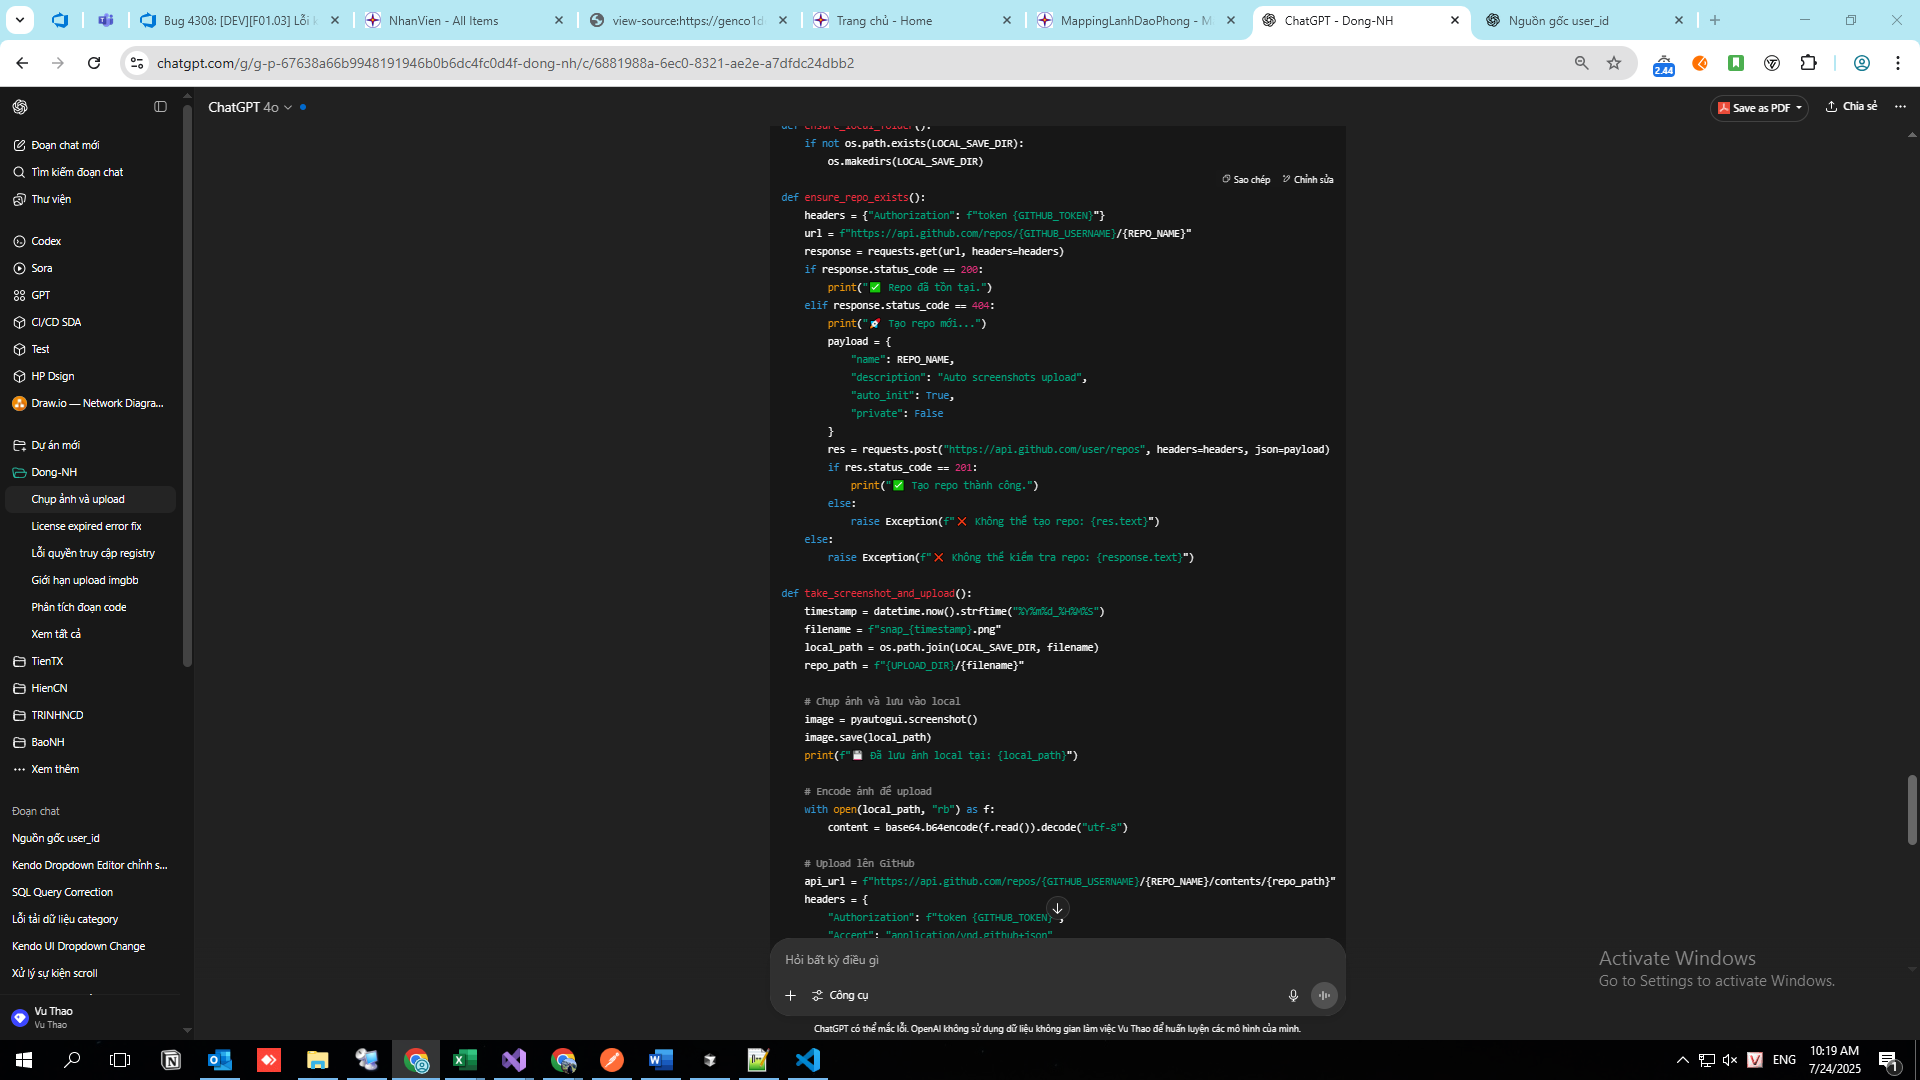 Bug 4308: [DEV][F01.03] Lỗi k
NhanVien - All Items
view-source:https://genco1d
Trang chủ - Home
MappingLanhDaoPhong - M
ChatGPT - Dong-NH
Nguồn gốc user_id
chatgpt.com/g/g-p-67638a66b9948191946b0b6dc4fc0d4f-dong-nh/c/6881988a-6ec0-8321-ae2e-a7dfdc24dbb2
2.44
ChatGPT 4o
Save as PDF
Chia sẻ
Đoạn chat mới
Tìm kiếm đoạn chat
Thư viện
Codex
Sora
GPT
CI/CD SDA
Test
HP Dsign
Draw.io — Network Diagra...
Dự án mới
Dong-NH
Chụp ảnh và upload
License expired error fix
Lỗi quyền truy cập registry
Giới hạn upload imgbb
Phân tích đoạn code
Xem tất cả
TienTX
HienCN
TRINHNCD
BaoNH
Xem thêm
Đoạn chat
Nguồn gốc user_id
Kendo Dropdown Editor chỉnh s...
SQL Query Correction
Lỗi tải dữ liệu category
Kendo UI Dropdown Change
Xử lý sự kiện scroll
Vu Thao
Vu Thao
def ensure_local_folder():
if not os.path.exists(LOCAL_SAVE_DIR):
os.makedirs(LOCAL_SAVE_DIR)
Sao chép
Chỉnh sửa
def ensure_repo_exists():
headers = {"Authorization": f"token {GITHUB_TOKEN}"}
url = f"https://api.github.com/repos/{GITHUB_USERNAME}/{REPO_NAME}"
response = requests.get(url, headers=headers)
if response.status_code == 200:
print("✅ Repo đã tồn tại.")
elif response.status_code == 404:
print("🚀 Tạo repo mới...")
payload = {
"name": REPO_NAME,
"description": "Auto screenshots upload",
"auto_init": True,
"private": False
}
res = requests.post("https://api.github.com/user/repos", headers=headers, json=payload)
if res.status_code == 201:
print("✅ Tạo repo thành công.")
else:
raise Exception(f"❌ Không thể tạo repo: {res.text}")
else:
raise Exception(f"❌ Không thể kiểm tra repo: {response.text}")
def take_screenshot_and_upload():
timestamp = datetime.now().strftime("%Y%m%d_%H%M%S")
filename = f"snap_{timestamp}.png"
local_path = os.path.join(LOCAL_SAVE_DIR, filename)
repo_path = f"{UPLOAD_DIR}/{filename}"
# Chụp ảnh và lưu vào local
image = pyautogui.screenshot()
image.save(local_path)
print(f"💾 Đã lưu ảnh local tại: {local_path}")
# Encode ảnh để upload
with open(local_path, "rb") as f:
content = base64.b64encode(f.read()).decode("utf-8")
# Upload lên GitHub
api_url = f"https://api.github.com/repos/{GITHUB_USERNAME}/{REPO_NAME}/contents/{repo_path}"
headers = {
"Authorization": f"token {GITHUB_TOKEN}",
"Accept": "application/vnd.github+json"
Hỏi bất kỳ điều gì
Công cụ
ChatGPT có thể mắc lỗi. OpenAI không sử dụng dữ liệu không gian làm việc Vu Thao để huấn luyện các mô hình của mình.
Activate Windows
Go to Settings to activate Windows.
ENG
10:19 AM
7/24/2025
1